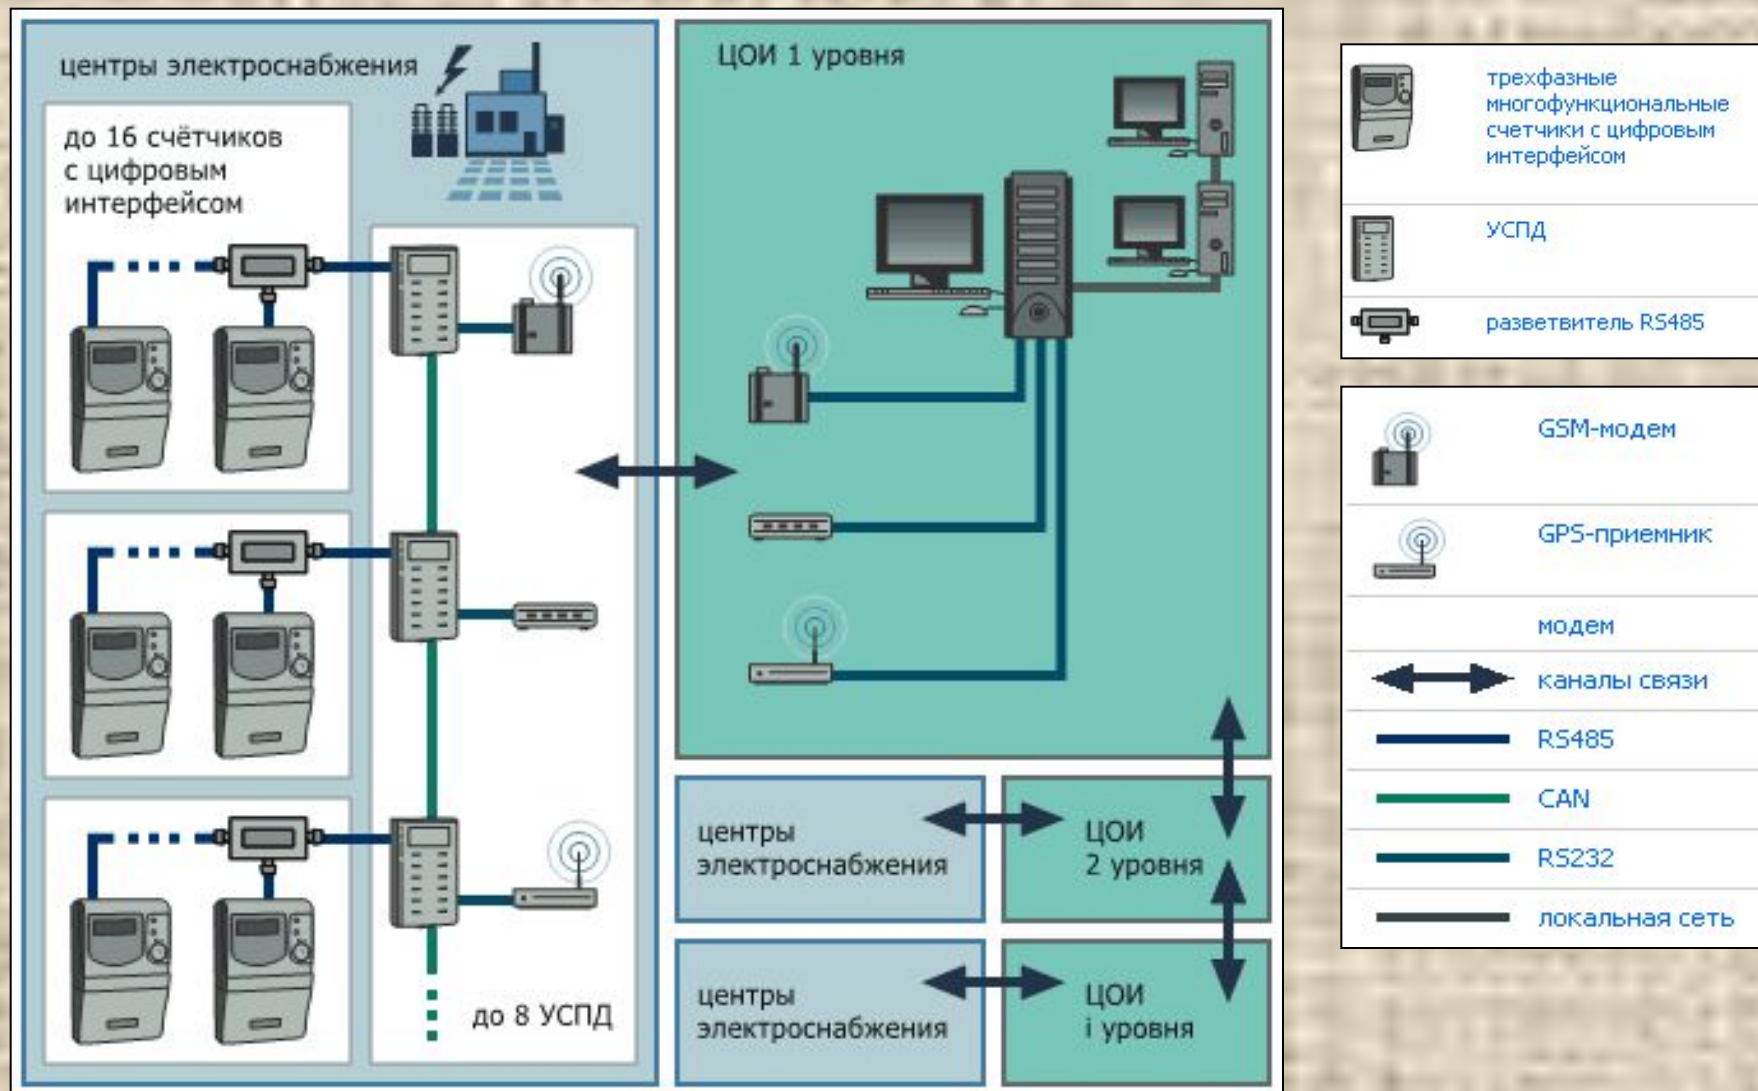 центры электроснабжения
до 16 счётчиков
с цифровым
интерфейсом
до 8 УСПД
ЦОИ 1 уровня
центры
электроснабжения
ЦОИ
2 уровня
центры
электроснабжения
ЦОИ
i уровня
трехфазные
многофункциональные
счетчики с цифровым
интерфейсом
УСПД
разветвитель RS485
GSM-модем
GPS-приемник
модем
каналы связи
RS485
CAN
RS232
локальная сеть